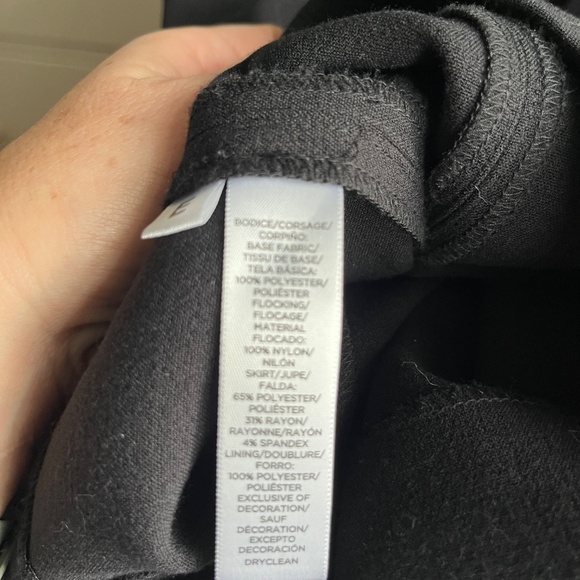 BODICE/CORSAGE/
CORPIÑO:
BASE FABRIC/
TISSU DE BASE/
TELA BÁSICA:
100% POLYESTER/
POLIÉSTER
FLOCKING/
FLOCAGE/
MATERIAL
FLOCADO:
100% NYLON/
NILÓN
SKIRT/JUPE/
FALDA:
65% POLYESTER/
POLIÉSTER
31% RAYON/
RAYONNE/RAYÓN
4% SPANDEX
LINING/DOUBLURE/
FORRO:
100% POLYESTER/
POLIÉSTER
EXCLUSIVE OF
DECORATION/
SAUF
DÉCORATION/
EXCEPTO
DECORACIÓN
DRYCLEAN